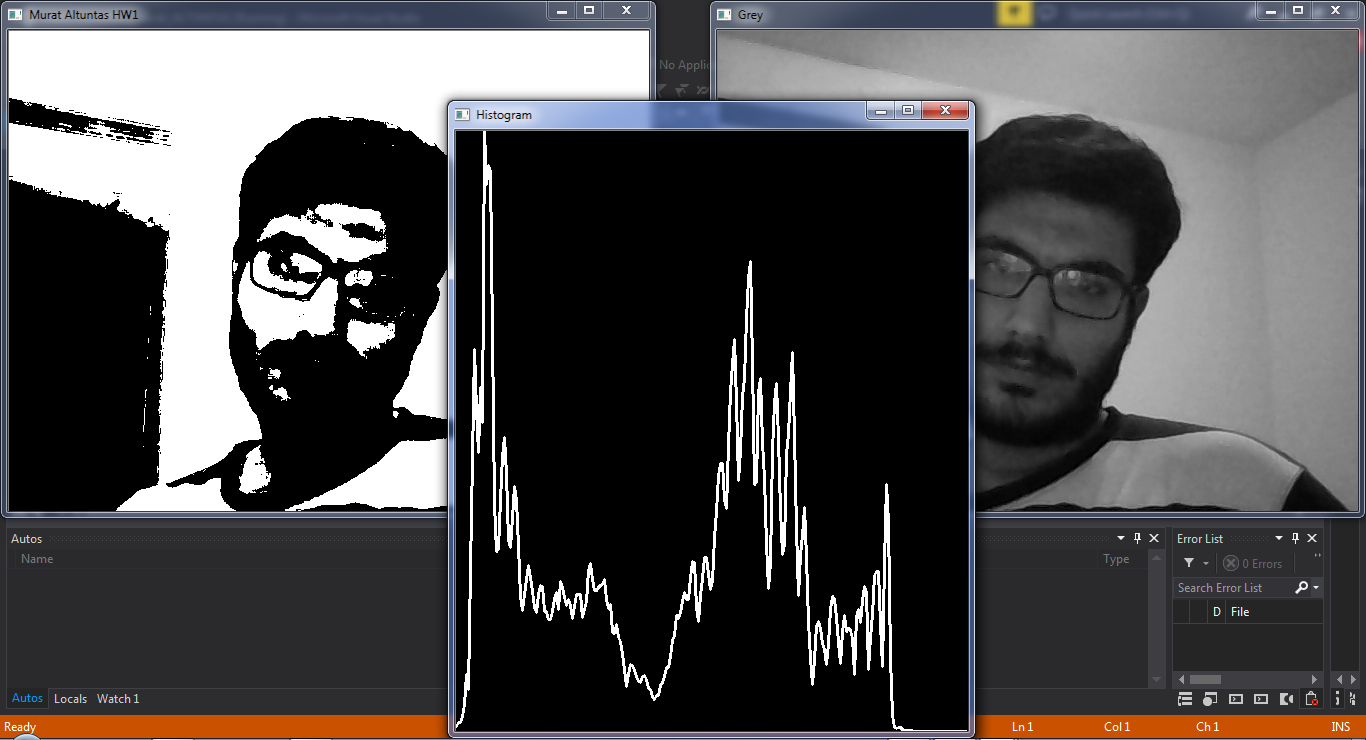 Murat Altuntas HW1
Grey
No Applic
Histogram
Autos
Name
Type
Error List
0 Errors
Search Error List
D File
Autos Locals Watch 1
Ready
Ln 1 Col 1 Ch 1 INS